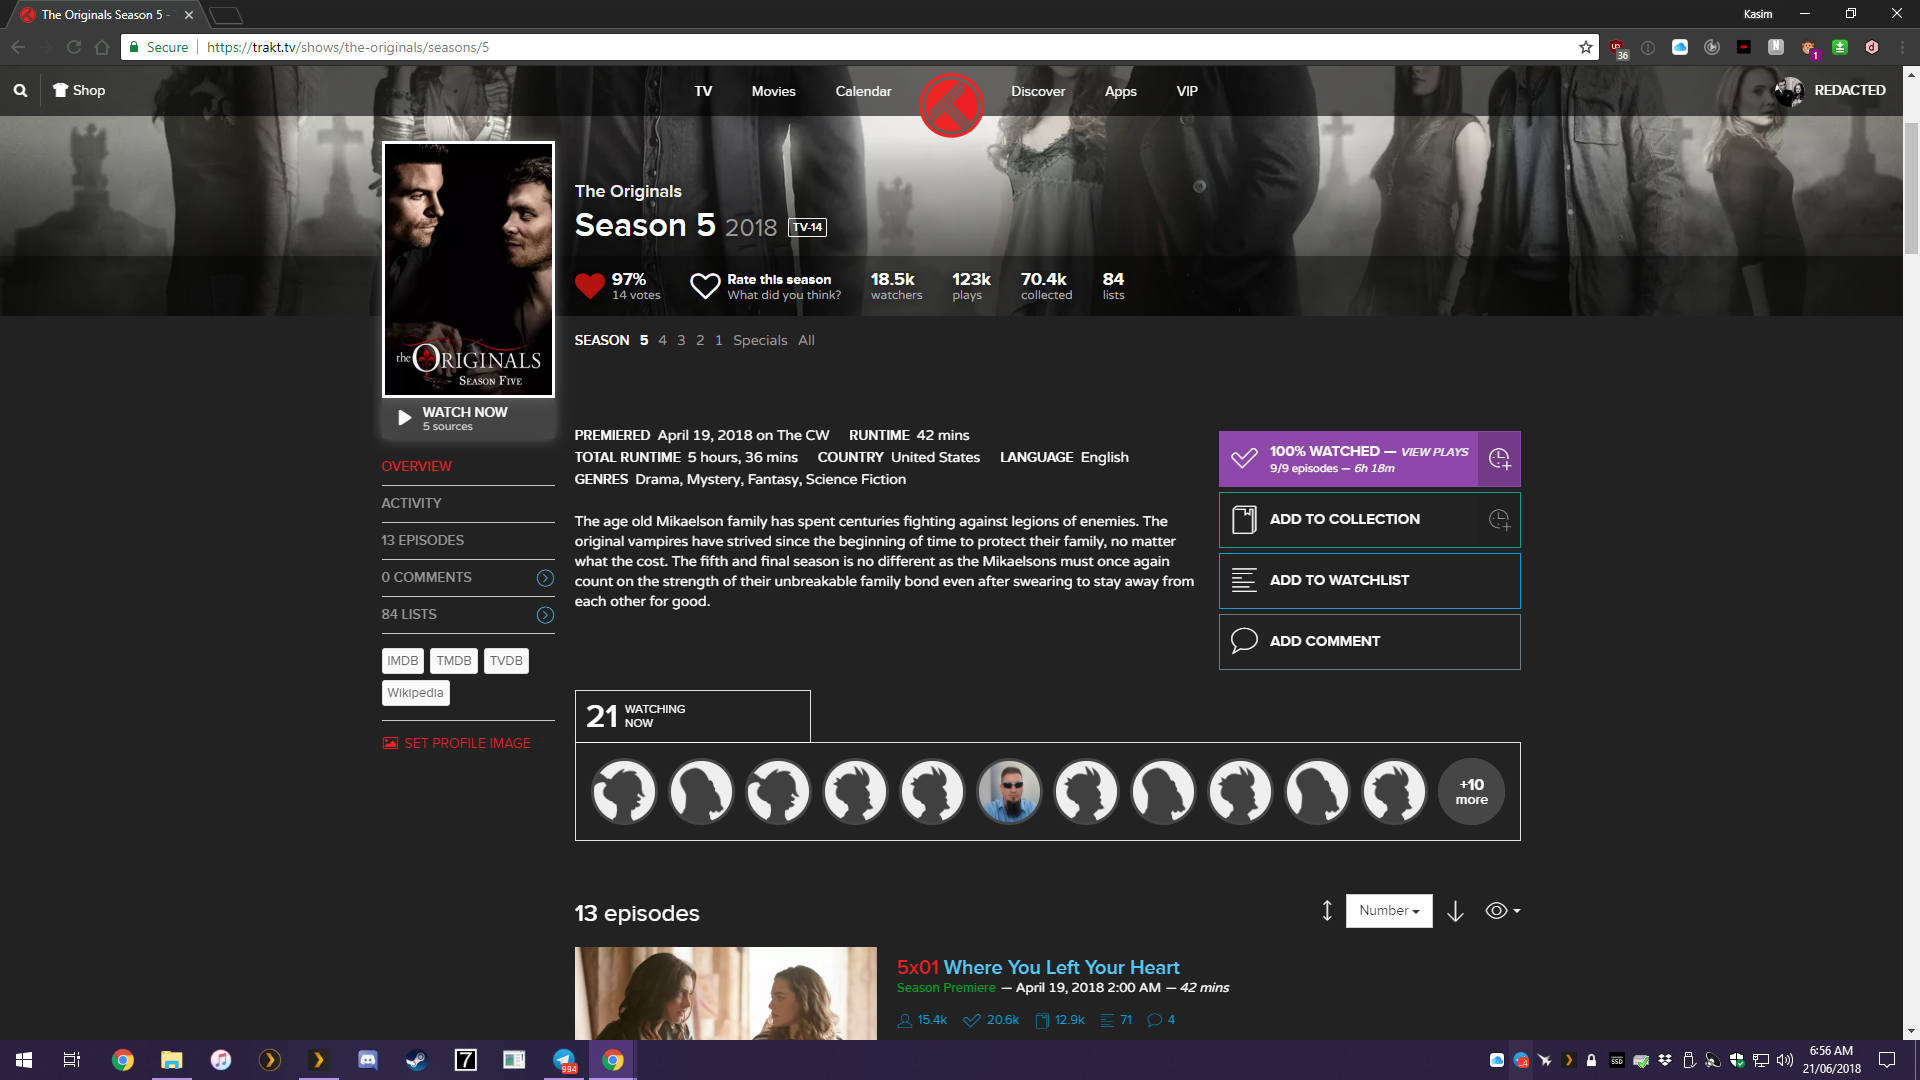 The Originals Season 5 -
Kasim
Secure
https://trakt.tv/shows/the-originals/seasons/5
36
N
1
d
Shop
TV
Movies
Calendar
Discover
Apps
VIP
REDACTED
The Originals
Season 5 2018 TV-14
97%
14 votes
Rate this season
What did you think?
18.5k
watchers
123k
plays
70.4k
collected
84
lists
the ORIGINALS
SEASON FIVE
WATCH NOW
5 sources
SEASON 5 4 3 2 1 Specials All
OVERVIEW
ACTIVITY
13 EPISODES
0 COMMENTS
84 LISTS
IMDB TMDB TVDB
Wikipedia
SET PROFILE IMAGE
PREMIERED April 19, 2018 on The CW RUNTIME 42 mins
TOTAL RUNTIME 5 hours, 36 mins COUNTRY United States LANGUAGE English
GENRES Drama, Mystery, Fantasy, Science Fiction
The age old Mikaelson family has spent centuries fighting against legions of enemies. The
original vampires have strived since the beginning of time to protect their family, no matter
what the cost. The fifth and final season is no different as the Mikaelsons must once again
count on the strength of their unbreakable family bond even after swearing to stay away from
each other for good.
100% WATCHED — VIEW PLAYS
9/9 episodes — 6h 18m
ADD TO COLLECTION
ADD TO WATCHLIST
ADD COMMENT
21 WATCHING
NOW
+10
more
13 episodes
Number
5x01 Where You Left Your Heart
Season Premiere — April 19, 2018 2:00 AM — 42 mins
15.4k 20.6k 12.9k 71 4
7
994
4
SSD
6:56 AM
21/06/2018